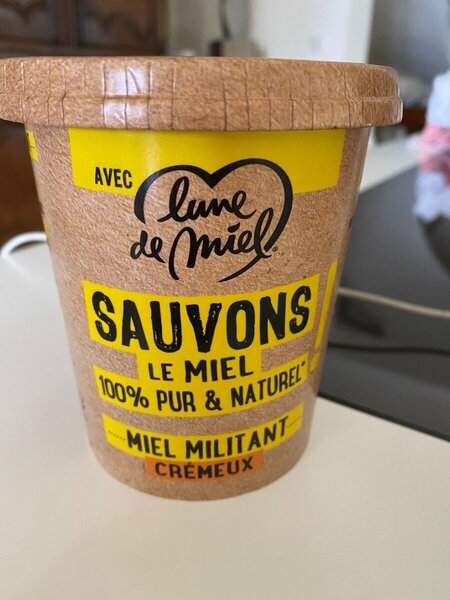 AVEC
lune
de miel
SAUVONS
LE MIEL
100% PUR & NATUREL*
......MIEL MILITANT......
CRÉMEUX